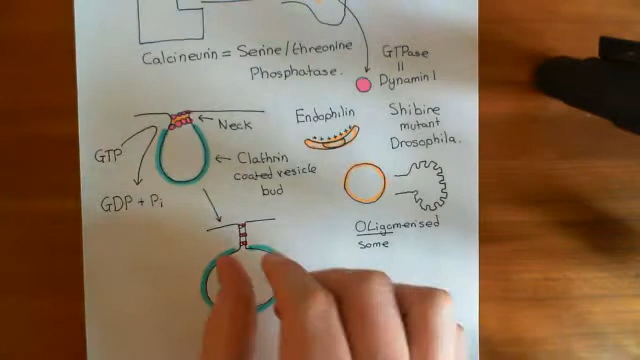 Calcineurin = Serine/threonine
Phosphatase.
GTPase
=
Dynamin 1
Neck
Endophilin
Shibire
mutant
Drosophila.
GTP
GDP + Pi
Clathrin
coated vesicle
bud
OLigomerised
some